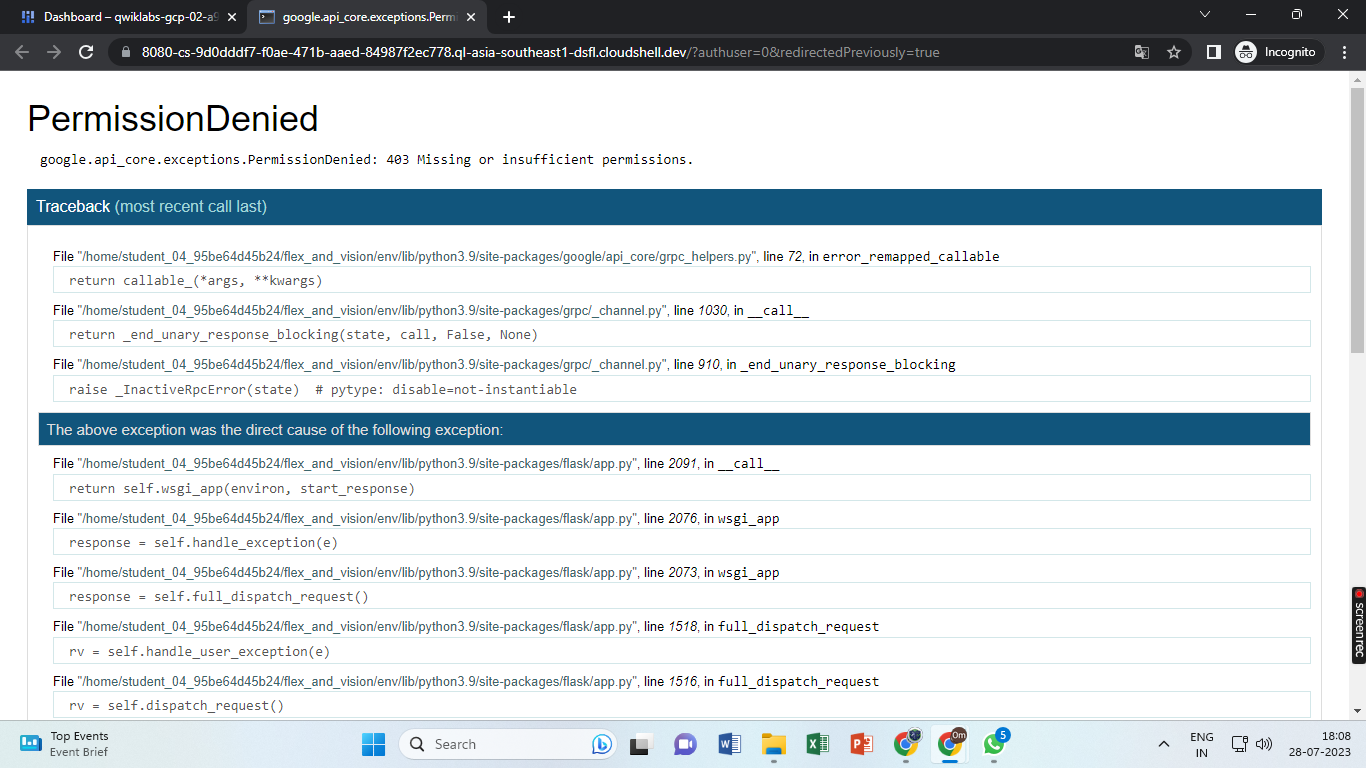 Dashboard – qwiklabs-gcp-02-a9
google.api_core.exceptions.Permi
8080-cs-9d0dddf7-f0ae-471b-aaed-84987f2ec778.ql-asia-southeast1-dsfl.cloudshell.dev/?authuser=0&redirectedPreviously=true
Incognito
PermissionDenied
google.api_core.exceptions.PermissionDenied: 403 Missing or insufficient permissions.
Traceback (most recent call last)
File "/home/student_04_95be64d45b24/flex_and_vision/env/lib/python3.9/site-packages/google/api_core/grpc_helpers.py", line 72, in error_remapped_callable
return callable_(*args, **kwargs)
File "/home/student_04_95be64d45b24/flex_and_vision/env/lib/python3.9/site-packages/grpc/_channel.py", line 1030, in __call__
return _end_unary_response_blocking(state, call, False, None)
File "/home/student_04_95be64d45b24/flex_and_vision/env/lib/python3.9/site-packages/grpc/_channel.py", line 910, in _end_unary_response_blocking
raise _InactiveRpcError(state)  # pytype: disable=not-instantiable
The above exception was the direct cause of the following exception:
File "/home/student_04_95be64d45b24/flex_and_vision/env/lib/python3.9/site-packages/flask/app.py", line 2091, in __call__
return self.wsgi_app(environ, start_response)
File "/home/student_04_95be64d45b24/flex_and_vision/env/lib/python3.9/site-packages/flask/app.py", line 2076, in wsgi_app
response = self.handle_exception(e)
File "/home/student_04_95be64d45b24/flex_and_vision/env/lib/python3.9/site-packages/flask/app.py", line 2073, in wsgi_app
response = self.full_dispatch_request()
File "/home/student_04_95be64d45b24/flex_and_vision/env/lib/python3.9/site-packages/flask/app.py", line 1518, in full_dispatch_request
rv = self.handle_user_exception(e)
File "/home/student_04_95be64d45b24/flex_and_vision/env/lib/python3.9/site-packages/flask/app.py", line 1516, in full_dispatch_request
rv = self.dispatch_request()
screenrec
Top Events
Event Brief
Search
Om
5
ENG
IN
18:08
28-07-2023